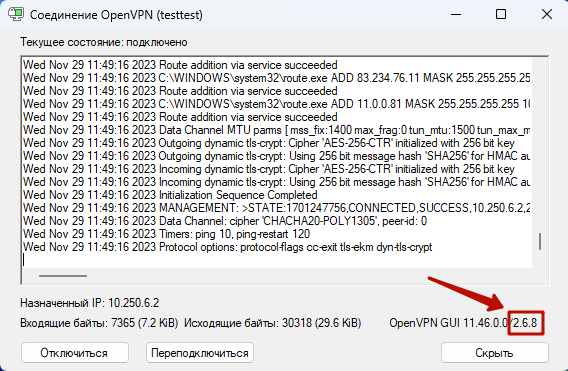 Соединение OpenVPN (testtest)
Текущее состояние: подключено
Wed Nov 29 11:49:16 2023 Route addition via service succeeded
Wed Nov 29 11:49:16 2023 C:\WINDOWS\system32\route.exe ADD 83.234.76.11 MASK 255.255.255.25
Wed Nov 29 11:49:16 2023 Route addition via service succeeded
Wed Nov 29 11:49:16 2023 C:\WINDOWS\system32\route.exe ADD 11.0.0.81 MASK 255.255.255.255 10
Wed Nov 29 11:49:16 2023 Route addition via service succeeded
Wed Nov 29 11:49:16 2023 Data Channel MTU parms [ mss_fix:1400 max_frag:0 tun_mtu:1500 tun_max_m
Wed Nov 29 11:49:16 2023 Outgoing dynamic tls-crypt: Cipher 'AES-256-CTR' initialized with 256 bit key
Wed Nov 29 11:49:16 2023 Outgoing dynamic tls-crypt: Using 256 bit message hash 'SHA256' for HMAC au
Wed Nov 29 11:49:16 2023 Incoming dynamic tls-crypt: Cipher 'AES-256-CTR' initialized with 256 bit key
Wed Nov 29 11:49:16 2023 Incoming dynamic tls-crypt: Using 256 bit message hash 'SHA256' for HMAC au
Wed Nov 29 11:49:16 2023 Initialization Sequence Completed
Wed Nov 29 11:49:16 2023 MANAGEMENT: >STATE:1701247756,CONNECTED,SUCCESS,10.250.6.2,2
Wed Nov 29 11:49:16 2023 Data Channel: cipher 'CHACHA20-POLY1305', peer-id: 0
Wed Nov 29 11:49:16 2023 Timers: ping 10, ping-restart 120
Wed Nov 29 11:49:16 2023 Protocol options: protocol-flags cc-exit tls-ekm dyn-tls-crypt
Назначенный IP: 10.250.6.2
Входящие байты: 7365 (7.2 KiB) Исходящие байты: 30318 (29.6 KiB) OpenVPN GUI 11.46.0.0/2.6.8
Отключиться Переподключиться Скрыть